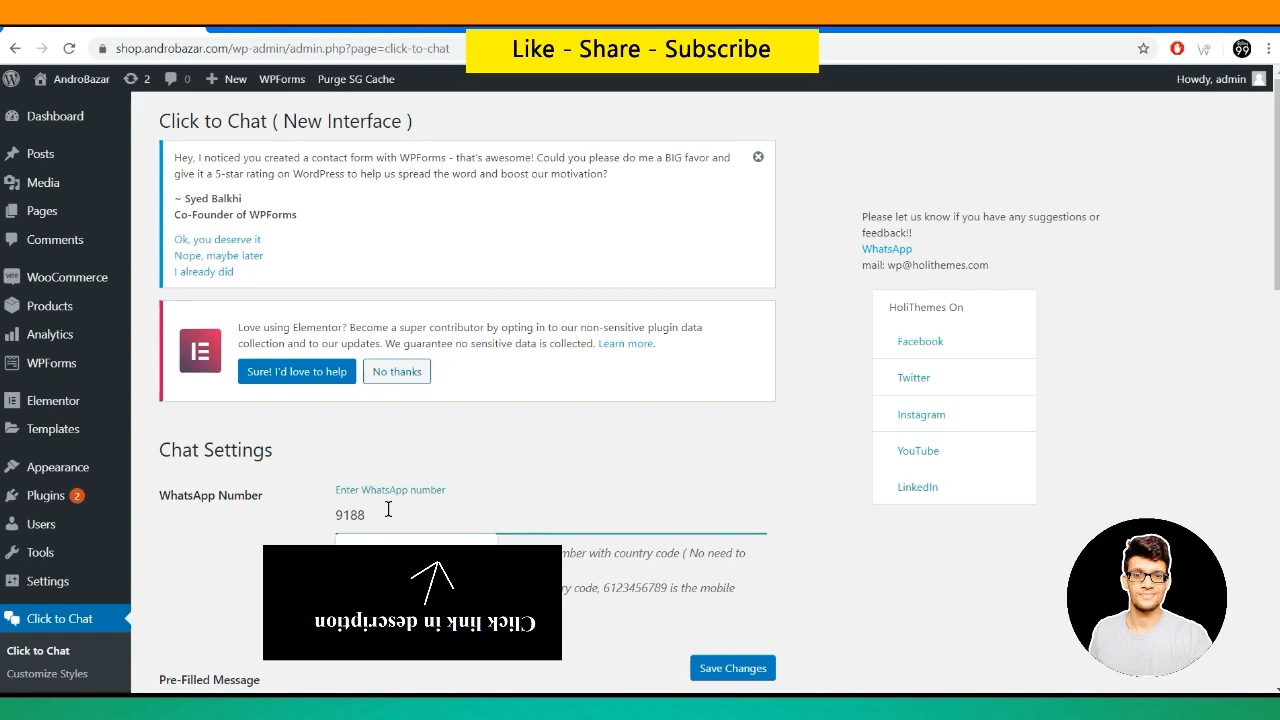 Like - Share - Subscribe
shop.androbazar.com/wp-admin/admin.php?page=click-to-chat
AndroBazar
2
0
New
WPForms
Purge SG Cache
Howdy, admin
Dashboard
Posts
Media
Pages
Comments
WooCommerce
Products
Analytics
WPForms
Elementor
Templates
Appearance
Plugins 2
Users
Tools
Settings
Click to Chat
Click to Chat
Customize Styles
Click to Chat ( New Interface )
Hey, I noticed you created a contact form with WPForms - that's awesome! Could you please do me a BIG favor and
give it a 5-star rating on WordPress to help us spread the word and boost our motivation?
~ Syed Balkhi
Co-Founder of WPForms
Ok, you deserve it
Nope, maybe later
I already did
Love using Elementor? Become a super contributor by opting in to our non-sensitive plugin data
collection and to our updates. We guarantee no sensitive data is collected. Learn more.
Sure! I'd love to help
No thanks
Chat Settings
WhatsApp Number
Enter WhatsApp number
9188
mber with country code ( No need to
ry code, 6123456789 is the mobile
Click link in description
Save Changes
Pre-Filled Message
Please let us know if you have any suggestions or
feedback!!
WhatsApp
mail: wp@holithemes.com
HoliThemes On
Facebook
Twitter
Instagram
YouTube
LinkedIn